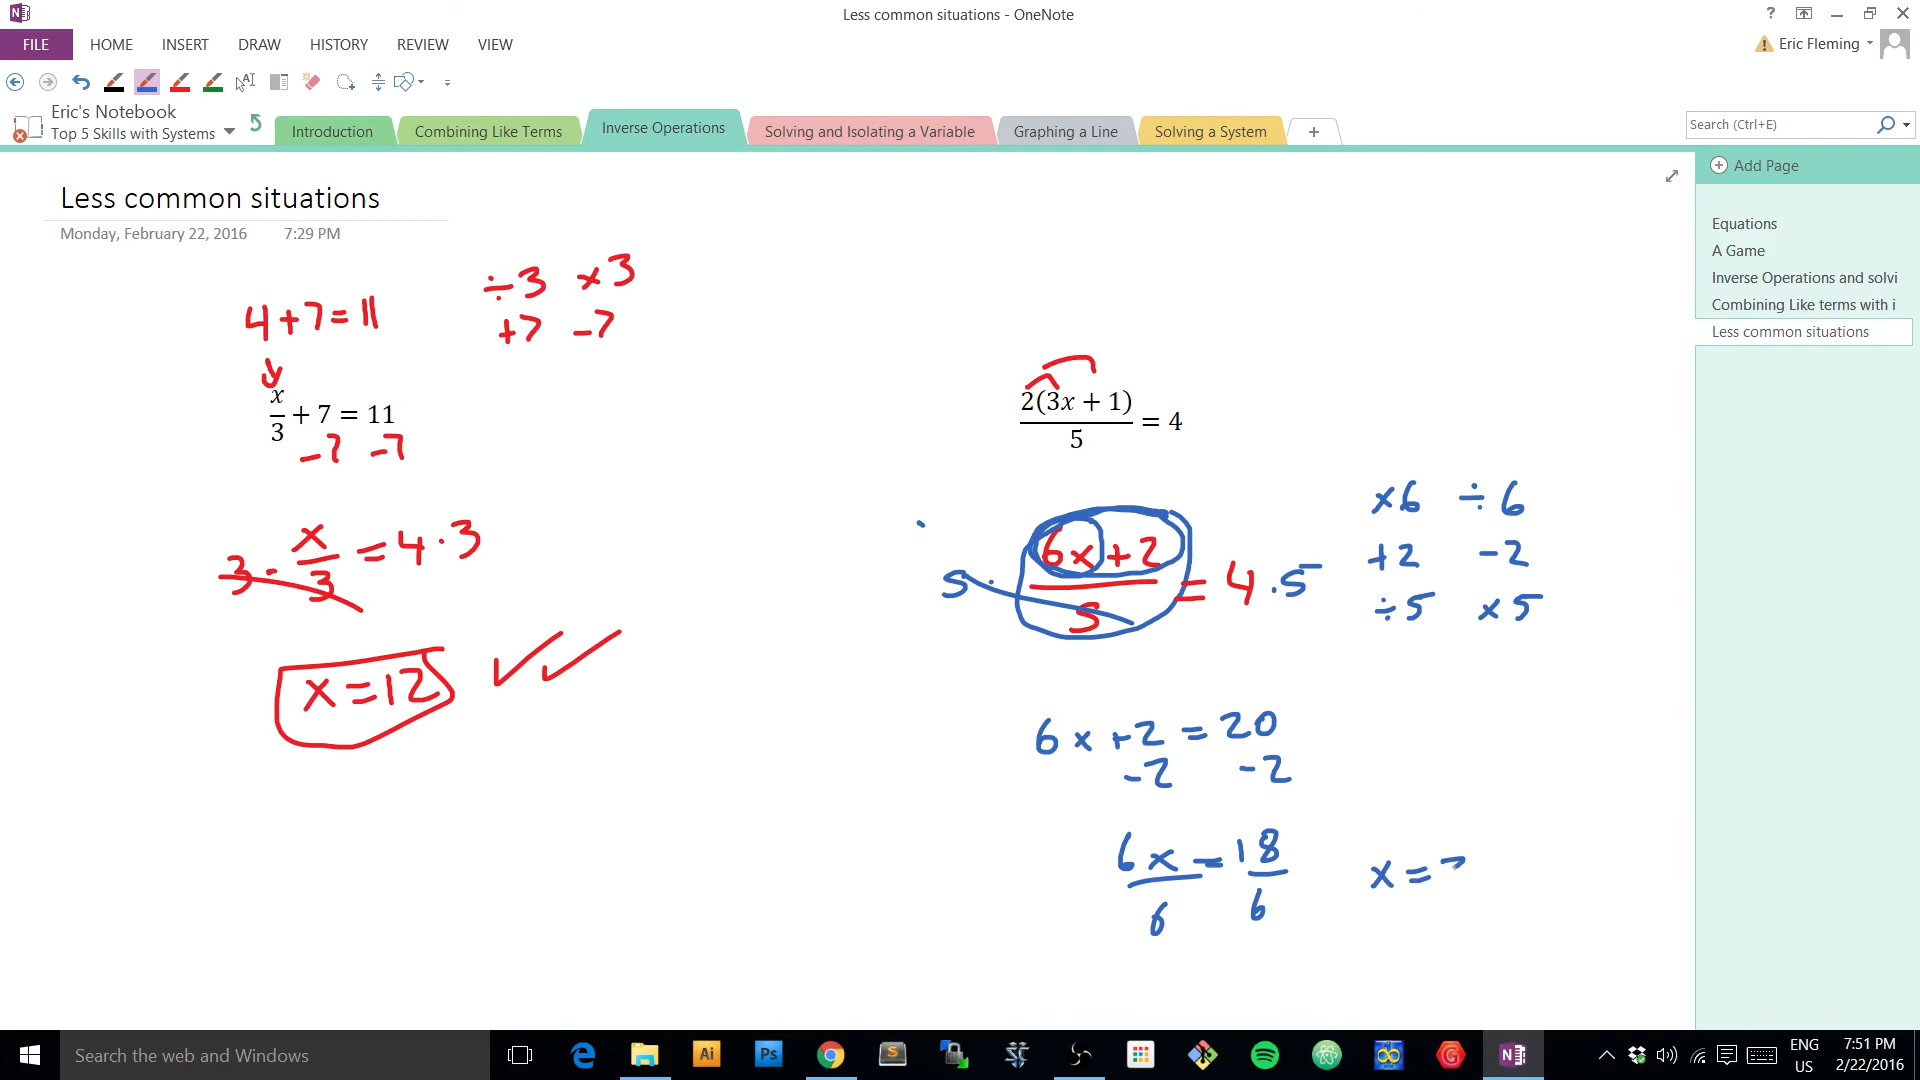 Less common situations - OneNote
?
FILE HOME INSERT DRAW HISTORY REVIEW VIEW
Eric Fleming
Eric's Notebook
Top 5 Skills with Systems
Introduction
Combining Like Terms
Inverse Operations
Solving and Isolating a Variable
Graphing a Line
Solving a System
+
Search (Ctrl+E)
Add Page
Equations
A Game
Inverse Operations and solvi
Combining Like terms with i
Less common situations
Less common situations
Monday, February 22, 2016 7:29 PM
4+7=11
÷3 ×3
+7 -7
x/3 + 7 = 11
-7 -7
3 · x/3 = 4 · 3
x=12
2(3x + 1)/5 = 4
5 · 6x+2/5 = 4 · 5
×6 ÷6
+2 -2
÷5 ×5
6x+2=20
-2 -2
6x/6=18/6
x=
Search the web and Windows
Ai
Ps
N
ENG
US
7:51 PM
2/22/2016